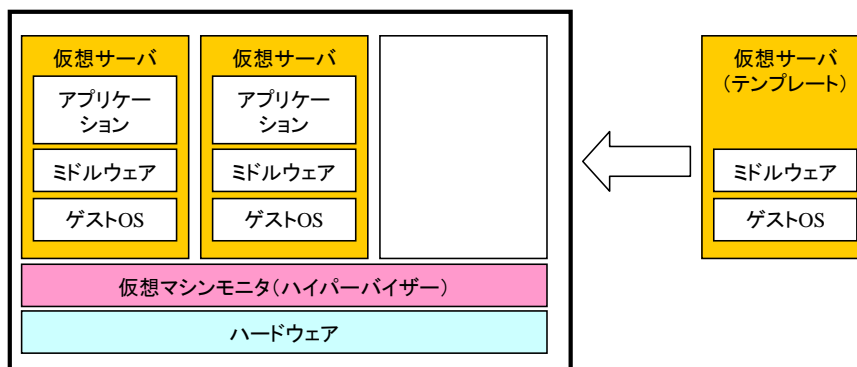 仮想サーバ
アプリケー
ション
ミドルウェア
ゲストOS
仮想サーバ
アプリケー
ション
ミドルウェア
ゲストOS
仮想マシンモニタ(ハイパーバイザー)
ハードウェア
仮想サーバ
(テンプレート)
ミドルウェア
ゲストOS